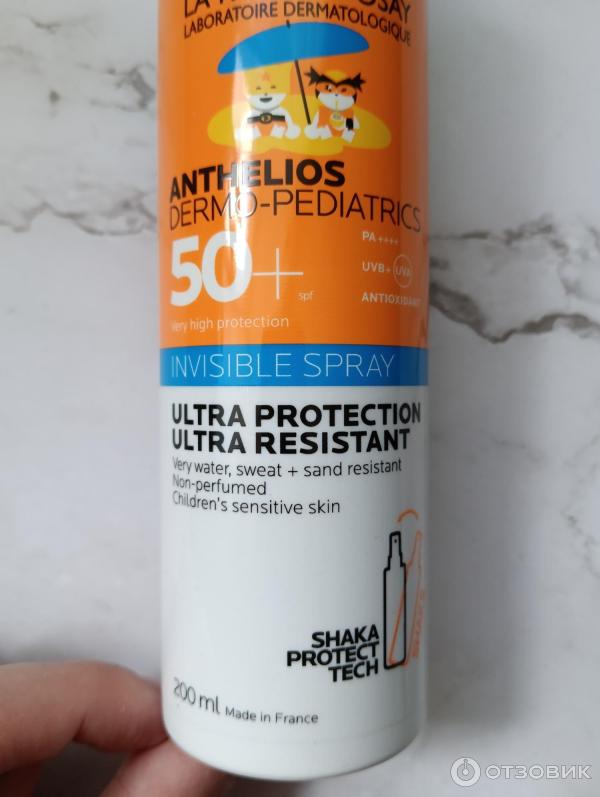 LABORATOIRE DERMATOLOGIQUE
ANTHELIOS
DERMO-PEDIATRICS
50+
spf
PA ++++
UVB+ UVA
ANTIOXIDANT
Very high protection
INVISIBLE SPRAY
ULTRA PROTECTION
ULTRA RESISTANT
Very water, sweat + sand resistant
Non-perfumed
Children's sensitive skin
SHAKE
SHAKA
PROTECT
TECH
200 ml Made in France
ОТЗОВИК